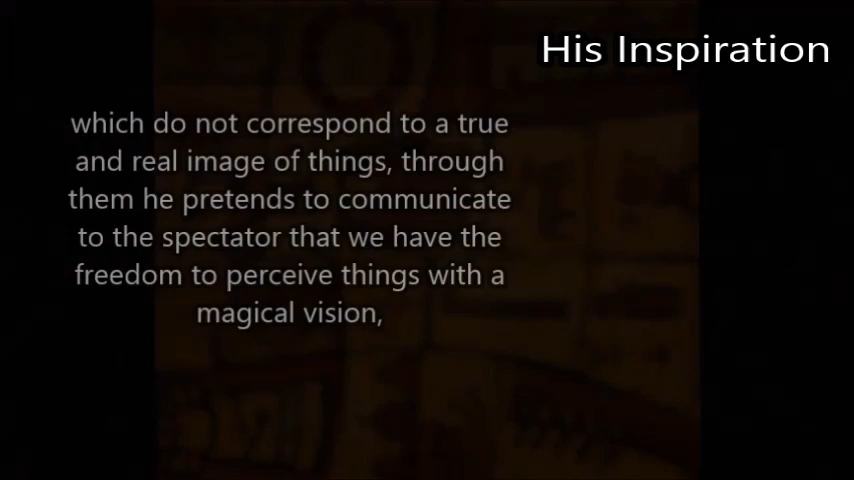 His Inspiration
which do not correspond to a true
and real image of things, through
them he pretends to communicate
to the spectator that we have the
freedom to perceive things with a
magical vision,